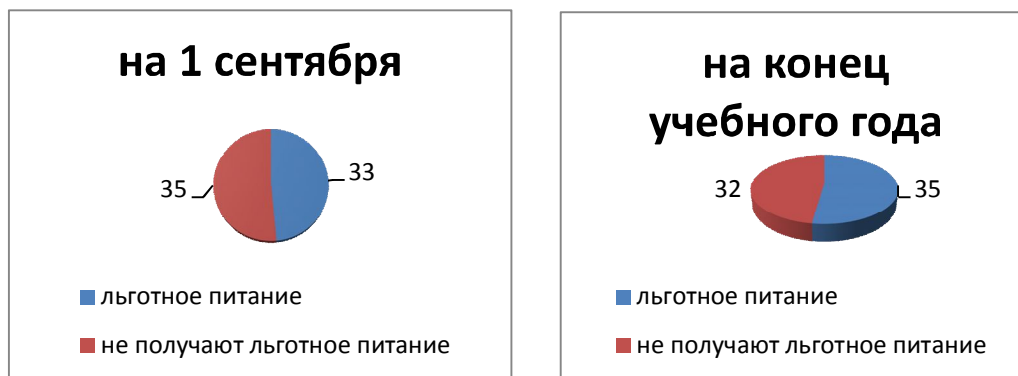 на 1 сентября
35
33
льготное питание
не получают льготное питание
на конец
учебного года
32
35
льготное питание
не получают льготное питание